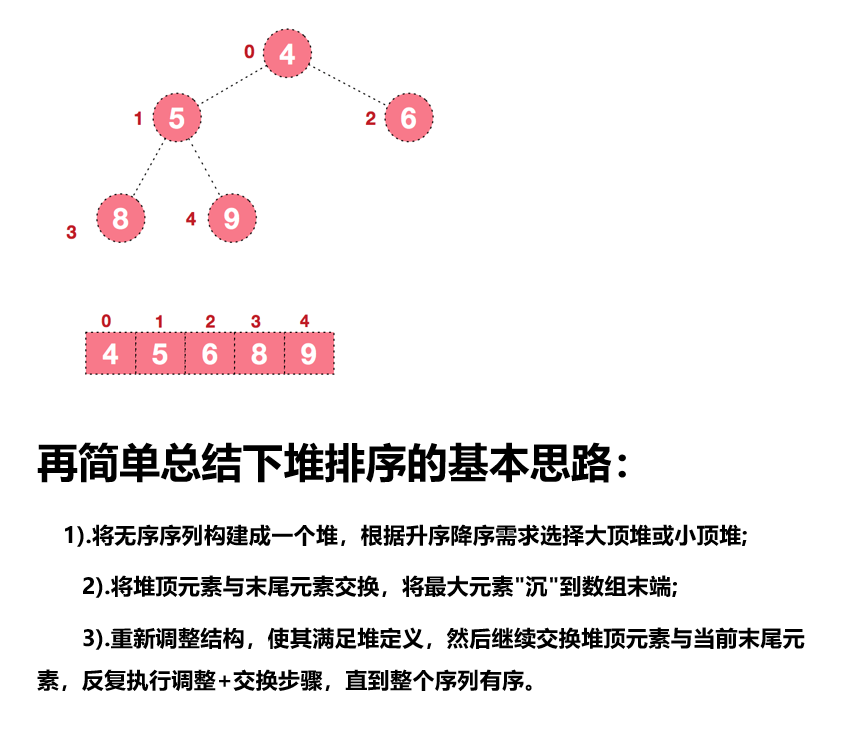 0 4
1 5 2 6
3 8 4 9
0 1 2 3 4
4 5 6 8 9
再简单总结下堆排序的基本思路：
1).将无序序列构建成一个堆，根据升序降序需求选择大顶堆或小顶堆;
2).将堆顶元素与末尾元素交换，将最大元素"沉"到数组末端;
3).重新调整结构，使其满足堆定义，然后继续交换堆顶元素与当前末尾元
素，反复执行调整+交换步骤，直到整个序列有序。